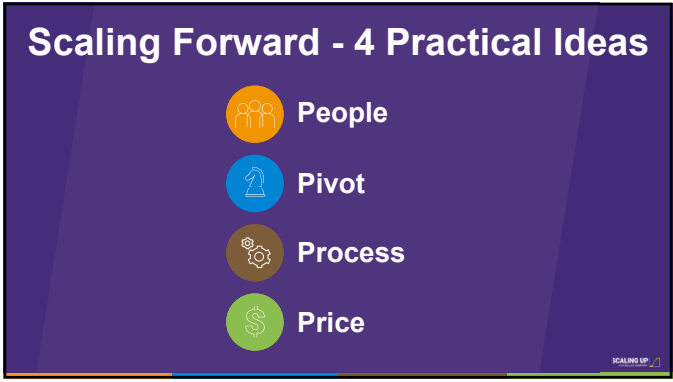 Scaling Forward - 4 Practical Ideas
People
Pivot
Process
$ Price
SCALING UP